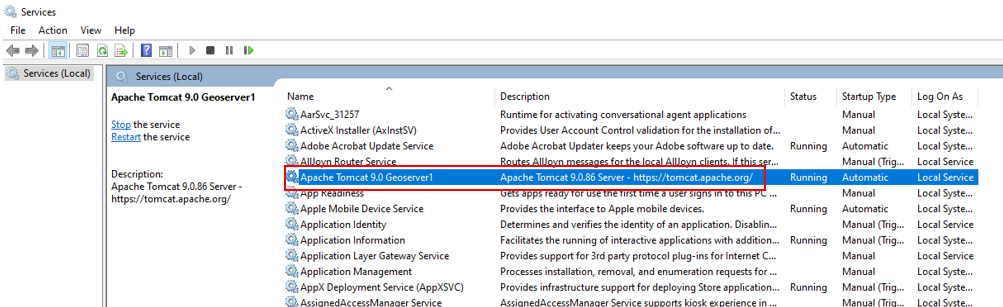 Services
File Action View Help
Services (Local)
Services (Local)
Apache Tomcat 9.0 Geoserver1
Stop the service
Restart the service
Description:
Apache Tomcat 9.0.86 Server -
https://tomcat.apache.org/
Name Description Status Startup Type Log On As
AarSvc_31257 Runtime for activating conversational agent applications Manual Local Syste...
ActiveX Installer (AxInstSV) Provides User Account Control validation for the installation of... Manual Local Syste...
Adobe Acrobat Update Service Adobe Acrobat Updater keeps your Adobe software up to date. Running Automatic Local Syste...
AllJoyn Router Service Routes AllJoyn messages for the local AllJoyn clients. If this ser... Manual (Trig... Local Service
Apache Tomcat 9.0 Geoserver1 Apache Tomcat 9.0.86 Server - https://tomcat.apache.org/ Running Automatic Local Service
App Readiness Gets apps ready for use the first time a user signs in to this PC ... Manual Local Syste...
Apple Mobile Device Service Provides the interface to Apple mobile devices. Running Automatic Local Syste...
Application Identity Determines and verifies the identity of an application. Disablin... Manual (Trig... Local Service
Application Information Facilitates the running of interactive applications with addition... Running Manual (Trig... Local Syste...
Application Layer Gateway Service Provides support for 3rd party protocol plug-ins for Internet C... Manual Local Service
Application Management Processes installation, removal, and enumeration requests for ... Manual Local Syste...
AppX Deployment Service (AppXSVC) Provides infrastructure support for deploying Store application... Manual (Trig... Local Syste...
AssignedAccessManager Service AssignedAccessManager Service supports kiosk experience in ... Manual (Trig... Local Syste...